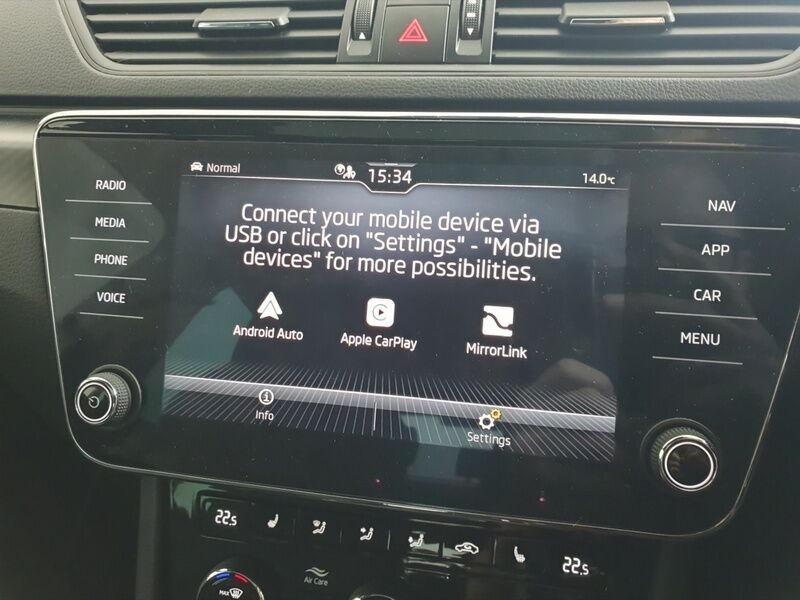 Normal
15:34
14.0°C
RADIO
MEDIA
PHONE
VOICE
Connect your mobile device via
USB or click on "Settings" - "Mobile
devices" for more possibilities.
Android Auto
Apple CarPlay
MirrorLink
Info
Settings
NAV
APP
CAR
MENU
22.5
22.5
Air Care
MAX